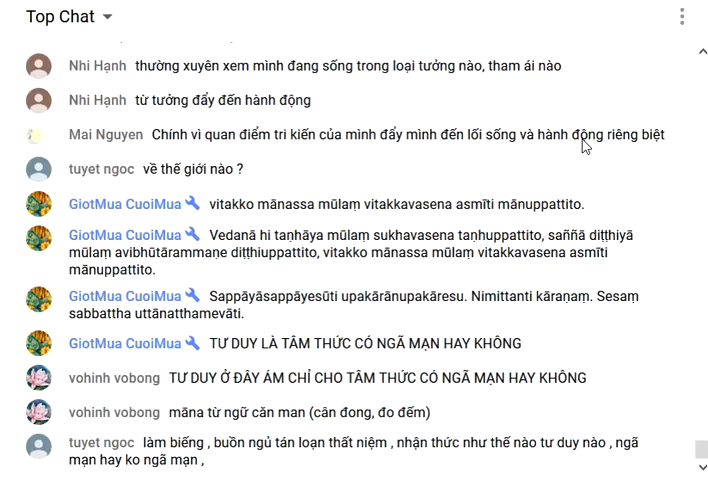 Top Chat
Nhi Hạnh thường xuyên xem mình đang sống trong loại tưởng nào, tham ái nào
Nhi Hạnh từ tưởng đẩy đến hành động
Mai Nguyen Chính vì quan điểm tri kiến của mình đẩy mình đến lối sống và hành động riêng biệt
tuyet ngoc về thế giới nào ?
GiotMua CuoiMua vitakko mānassa mūlaṃ vitakkavasena asmīti mānuppattito.
GiotMua CuoiMua Vedanā hi taṇhāya mūlaṃ sukhavasena taṇhuppattito, saññā diṭṭhiyā
mūlaṃ avibhūtārammaṇe diṭṭhiuppattito, vitakko mānassa mūlaṃ vitakkavasena asmīti
mānuppattito.
GiotMua CuoiMua Sappāyāsappāyesūti upakārānupakāresu. Nimittanti kāraṇaṃ. Sesaṃ
sabbattha uttānatthamevāti.
GiotMua CuoiMua TƯ DUY LÀ TÂM THỨC CÓ NGÃ MẠN HAY KHÔNG
vohinh vobong TƯ DUY Ở ĐÂY ÁM CHỈ CHO TÂM THỨC CÓ NGÃ MẠN HAY KHÔNG
vohinh vobong māna từ ngữ căn man (cân đong, đo đếm)
tuyet ngoc làm biếng , buồn ngủ tán loạn thất niệm , nhận thức như thế nào tư duy nào , ngã
mạn hay ko ngã mạn ,